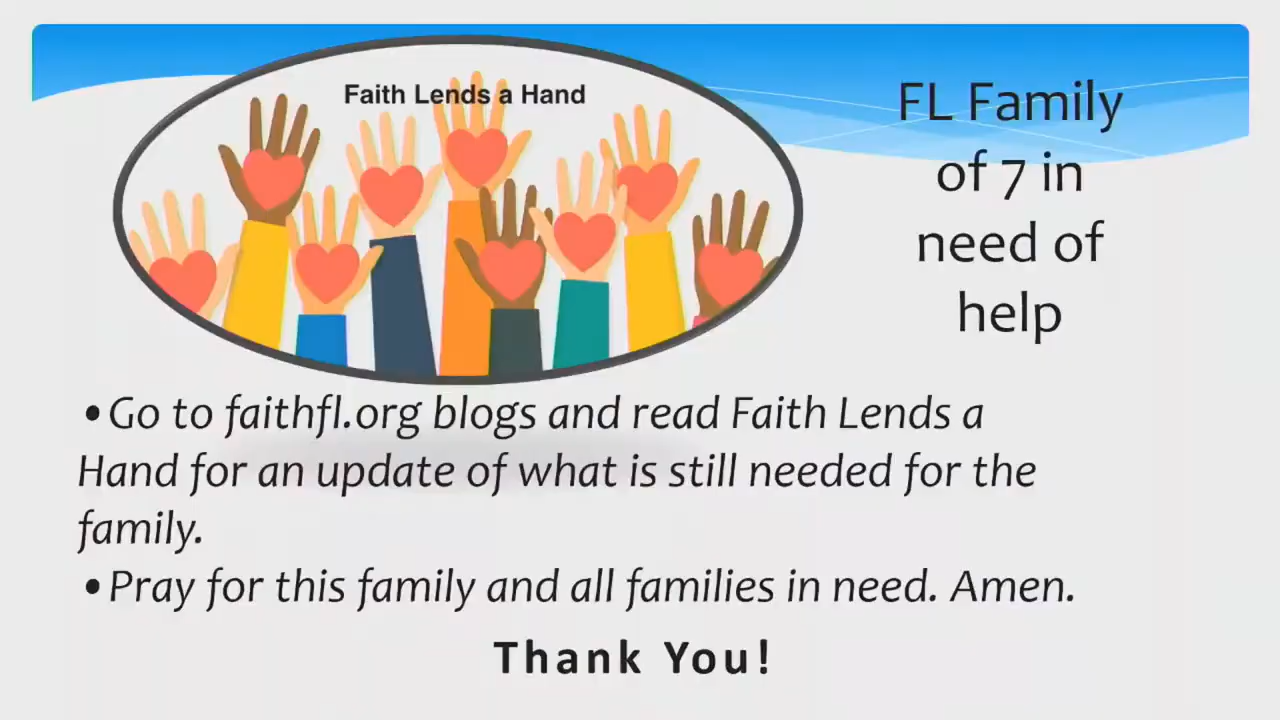 Faith Lends a Hand
FL Family
of 7 in
need of
help
•Go to faithfl.org blogs and read Faith Lends a
Hand for an update of what is still needed for the
family.
•Pray for this family and all families in need. Amen.
Thank You!